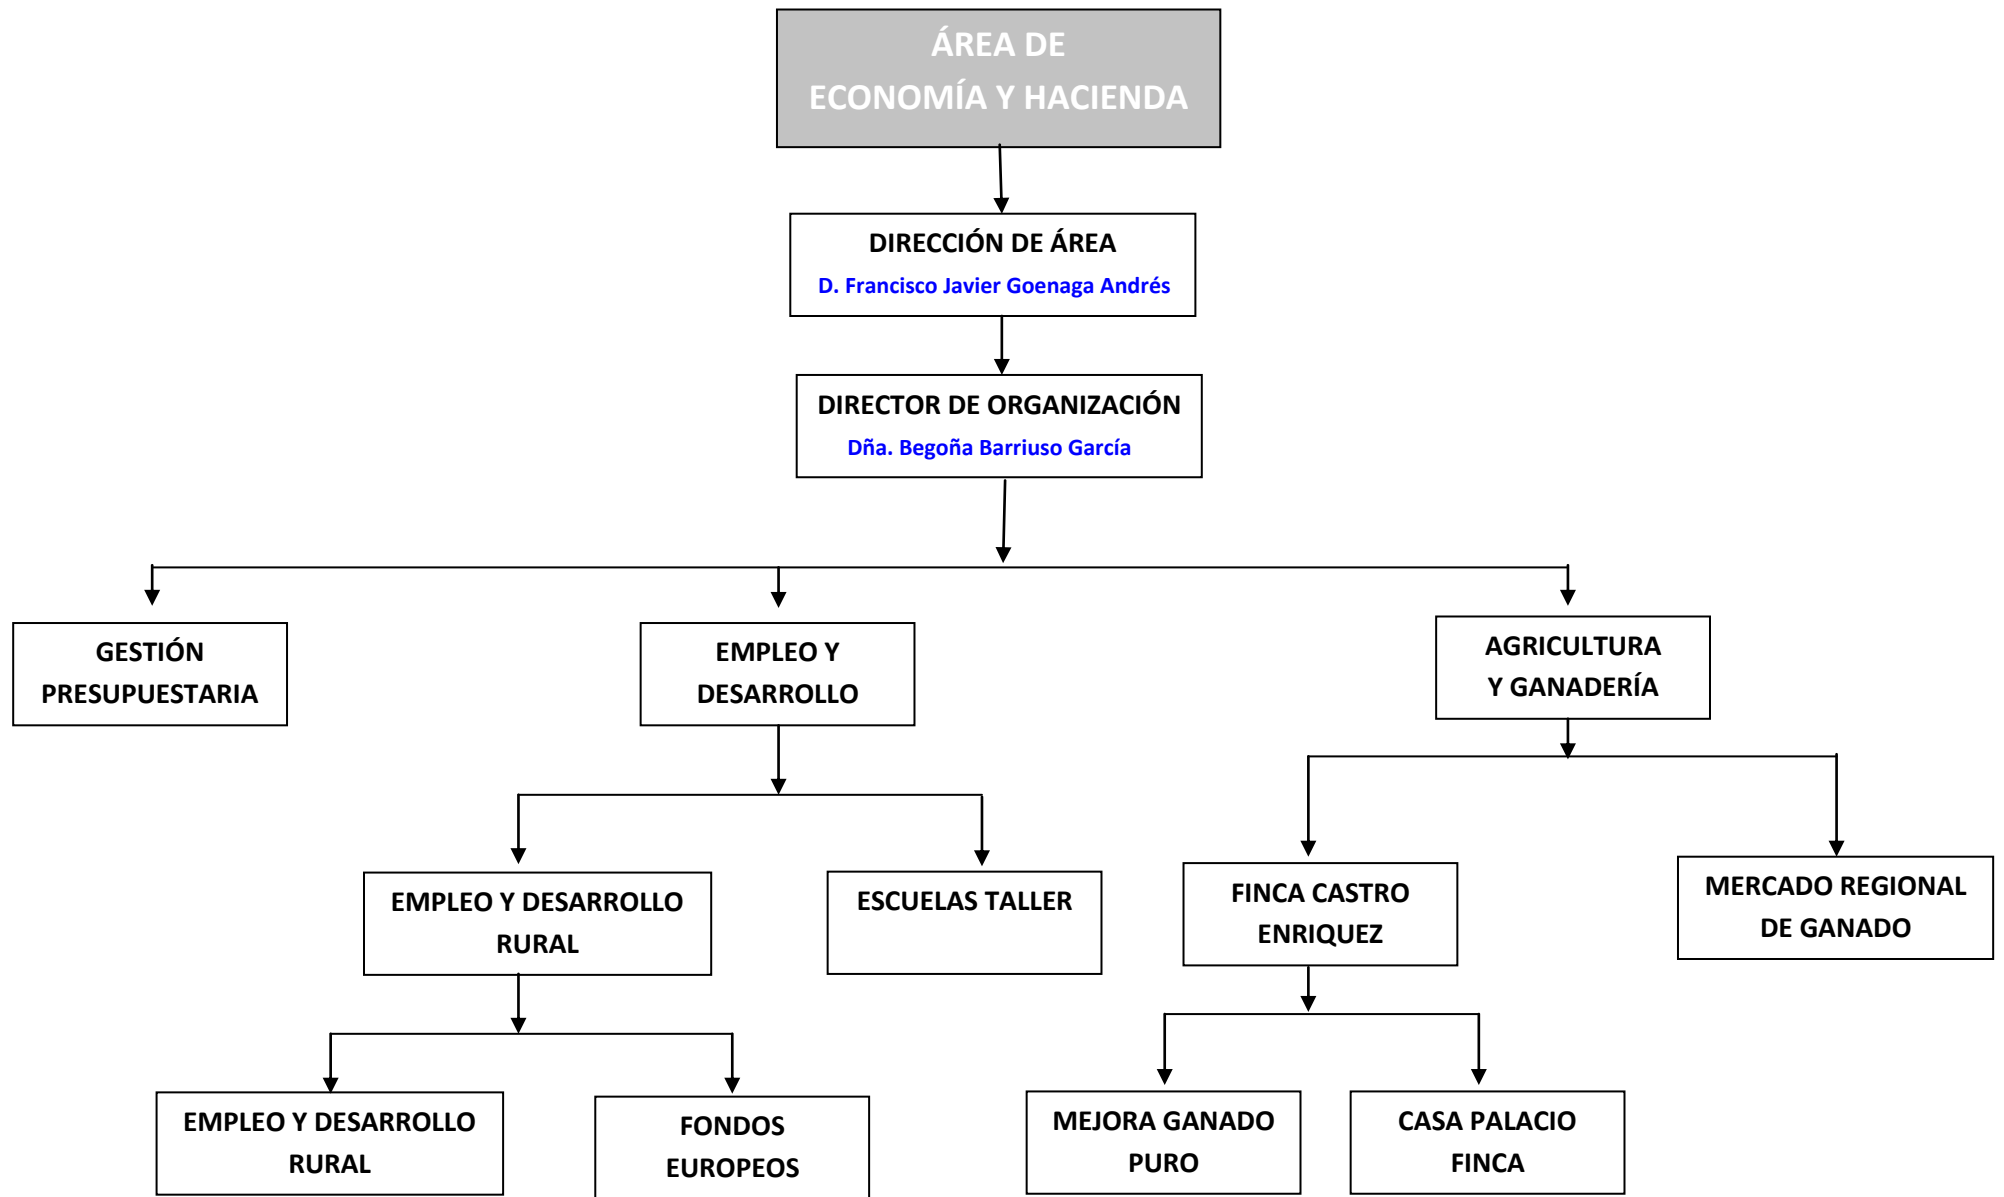 ÁREA DE
ECONOMÍA Y HACIENDA
DIRECCIÓN DE ÁREA
D. Francisco Javier Goenaga Andrés
DIRECTOR DE ORGANIZACIÓN
Dña. Begoña Barriuso García
GESTIÓN
PRESUPUESTARIA
EMPLEO Y
DESARROLLO
AGRICULTURA
Y GANADERÍA
EMPLEO Y DESARROLLO
RURAL
ESCUELAS TALLER
FINCA CASTRO
ENRIQUEZ
MERCADO REGIONAL
DE GANADO
EMPLEO Y DESARROLLO
RURAL
FONDOS
EUROPEOS
MEJORA GANADO
PURO
CASA PALACIO
FINCA